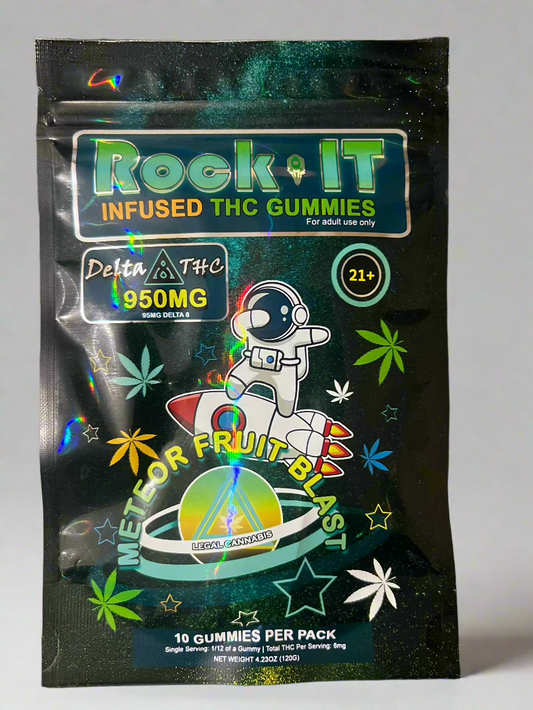 Rock IT
INFUSED THC GUMMIES
For adult use only
Delta 8 THC
950MG
95MG DELTA 8
21+
METEOR FRUIT BLAST
LEGAL CANNABIS
10 GUMMIES PER PACK
Single Serving: 1/12 of a Gummy | Total THC Per Serving: 8mg
NET WEIGHT 4.23OZ (120G)